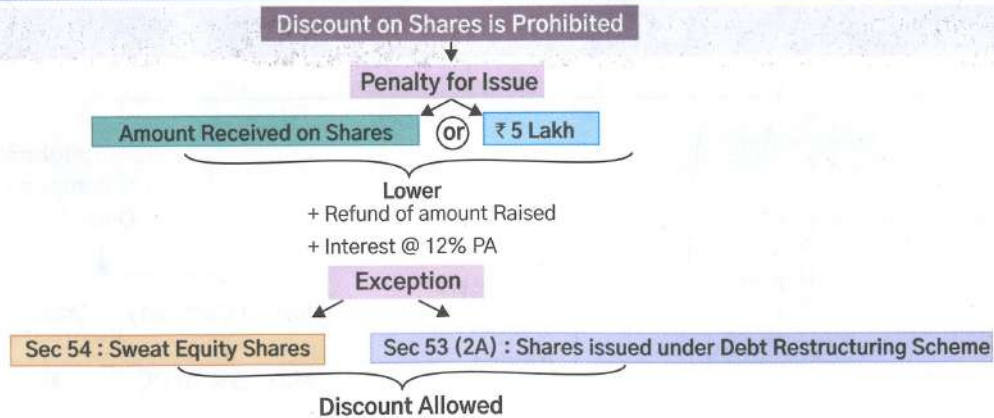 Discount on Shares is Prohibited
Penalty for Issue
Amount Received on Shares or ₹ 5 Lakh
Lower
+ Refund of amount Raised
+ Interest @ 12% PA
Exception
Sec 54 : Sweat Equity Shares Sec 53 (2A) : Shares issued under Debt Restructuring Scheme
Discount Allowed